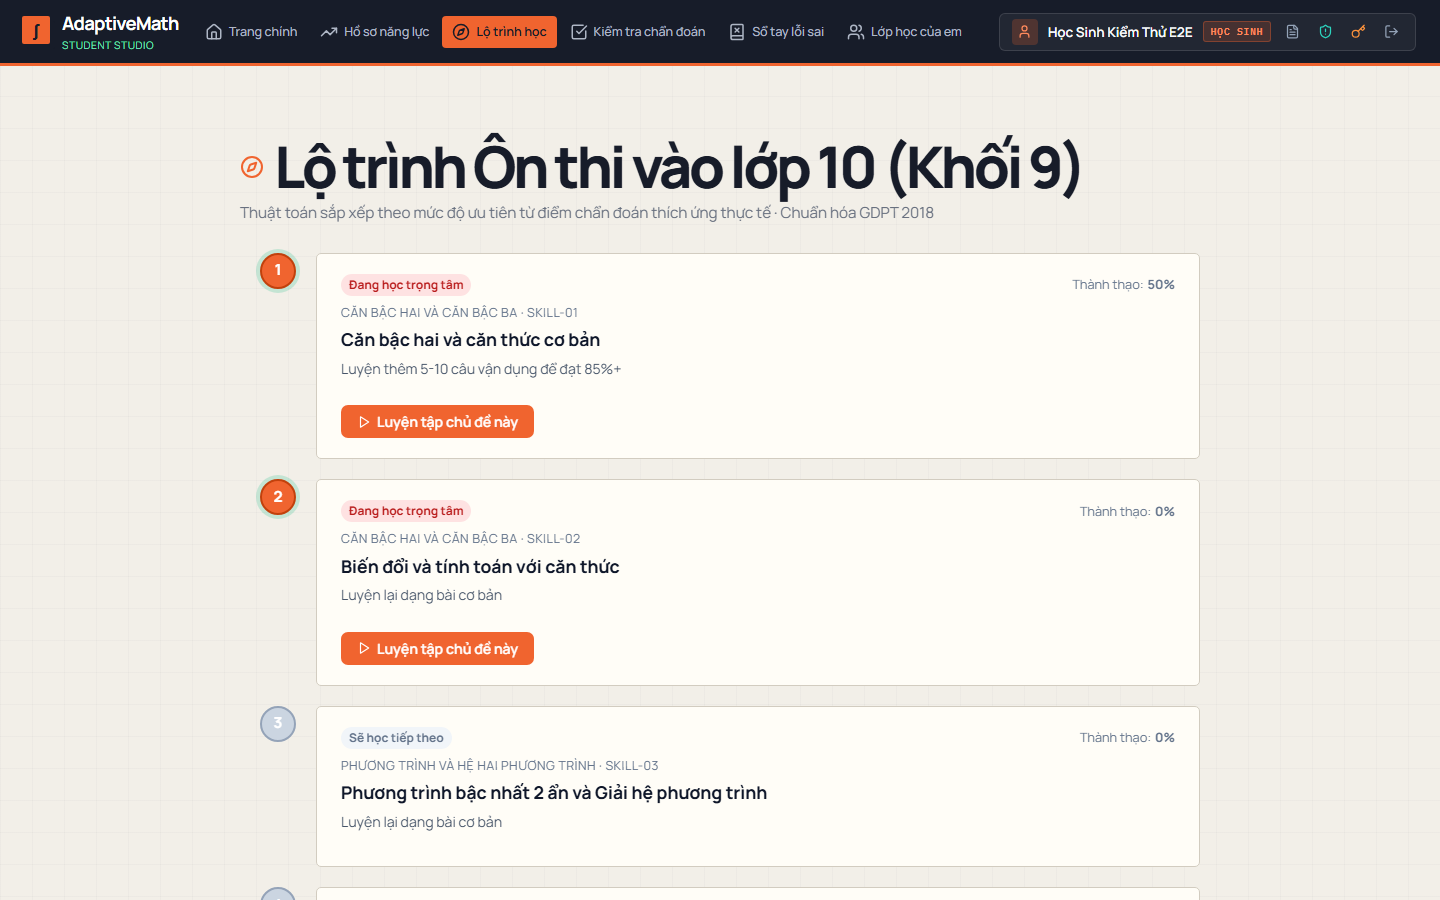 ∫
AdaptiveMath
STUDENT STUDIO
Trang chính
Hồ sơ năng lực
Lộ trình học
Kiểm tra chẩn đoán
Sổ tay lỗi sai
Lớp học của em
Học Sinh Kiểm Thử E2E
HỌC SINH
Lộ trình Ôn thi vào lớp 10 (Khối 9)
Thuật toán sắp xếp theo mức độ ưu tiên từ điểm chẩn đoán thích ứng thực tế · Chuẩn hóa GDPT 2018
1
Đang học trọng tâm
Thành thạo: 50%
CĂN BẬC HAI VÀ CĂN BẬC BA · SKILL-01
Căn bậc hai và căn thức cơ bản
Luyện thêm 5-10 câu vận dụng để đạt 85%+
Luyện tập chủ đề này
2
Đang học trọng tâm
Thành thạo: 0%
CĂN BẬC HAI VÀ CĂN BẬC BA · SKILL-02
Biến đổi và tính toán với căn thức
Luyện lại dạng bài cơ bản
Luyện tập chủ đề này
3
Sẽ học tiếp theo
Thành thạo: 0%
PHƯƠNG TRÌNH VÀ HỆ HAI PHƯƠNG TRÌNH · SKILL-03
Phương trình bậc nhất 2 ẩn và Giải hệ phương trình
Luyện lại dạng bài cơ bản